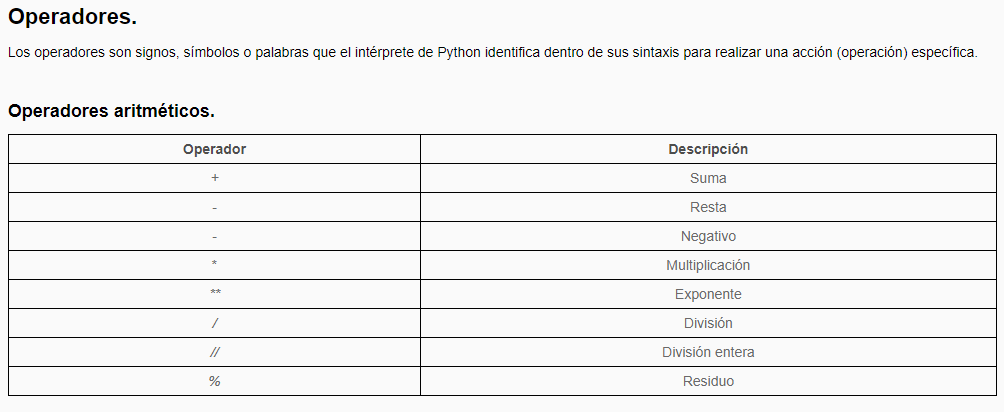 Operadores.
Los operadores son signos, símbolos o palabras que el intérprete de Python identifica dentro de sus sintaxis para realizar una acción (operación) específica.
Operadores aritméticos.
Operador Descripción
+ Suma
- Resta
- Negativo
* Multiplicación
** Exponente
/ División
// División entera
% Residuo